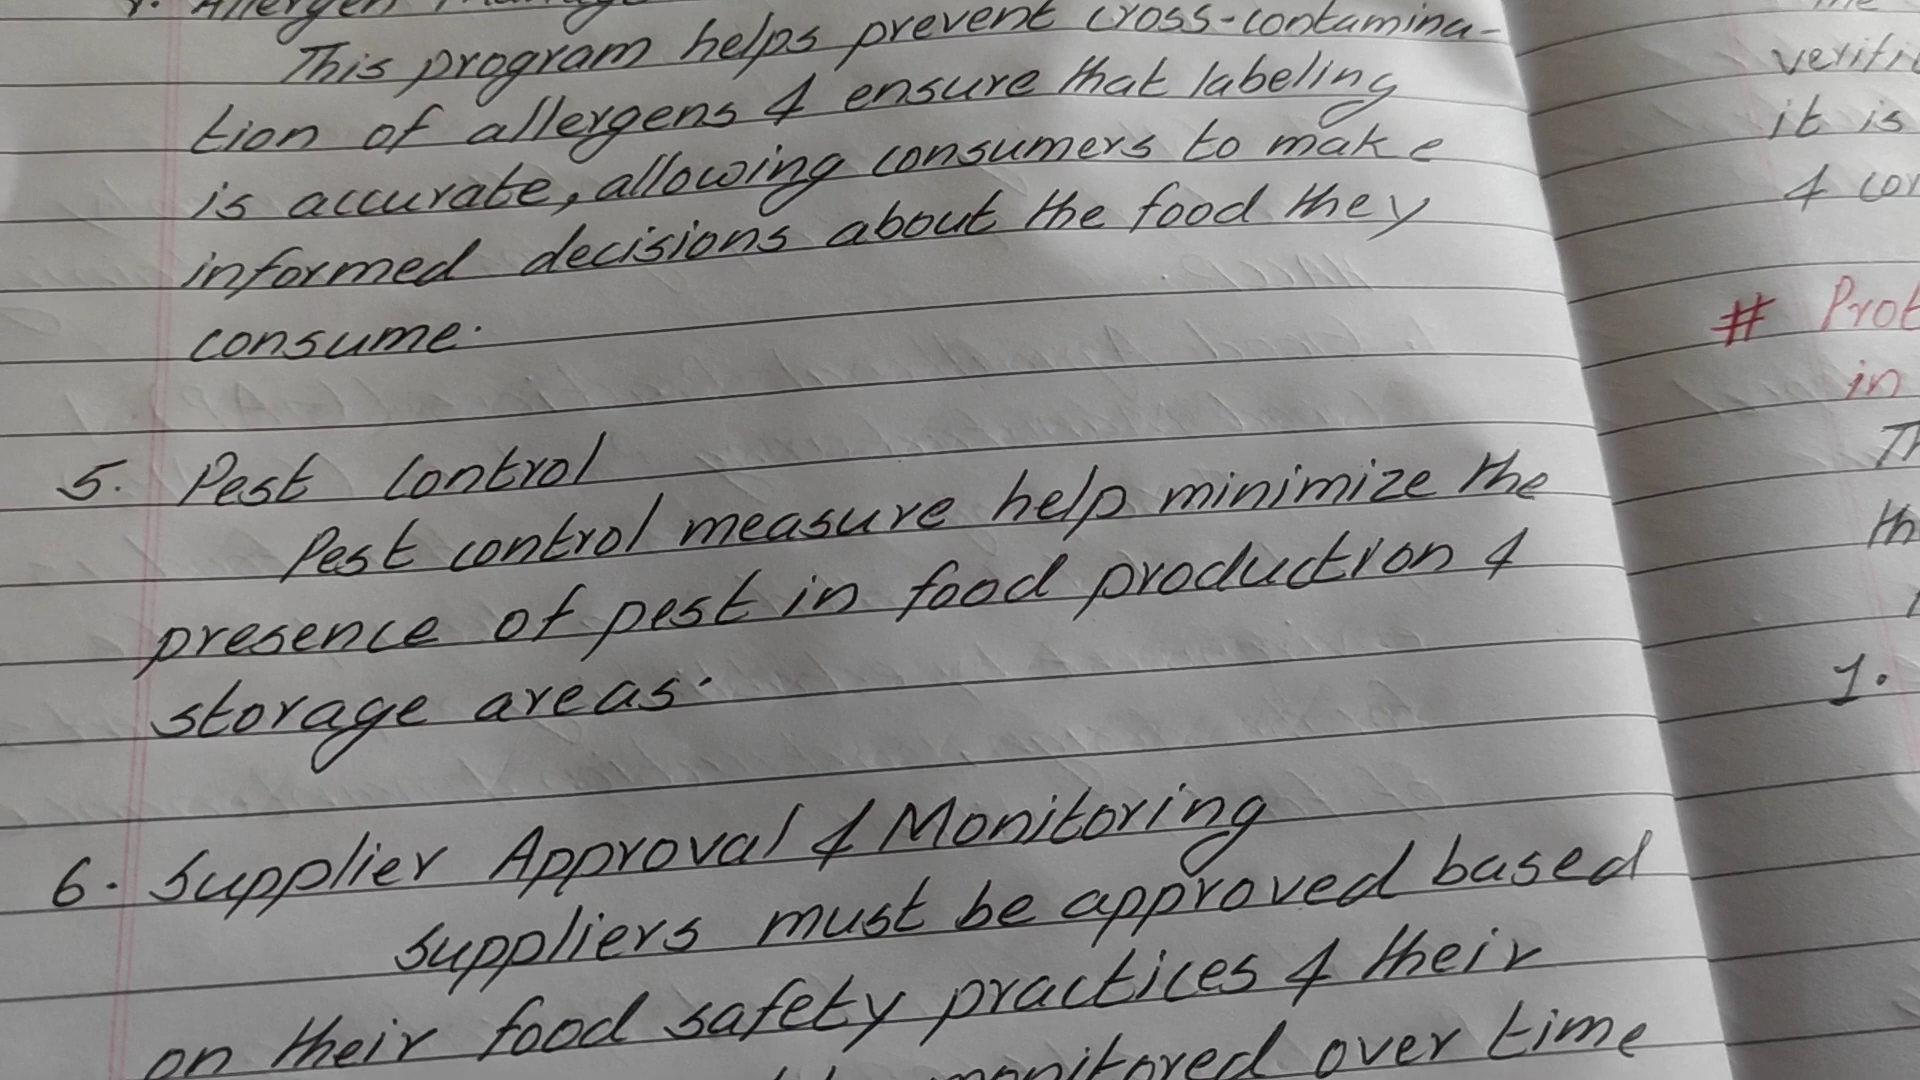 Allergen
This program helps prevent cross-contamina-
tion of allergens & ensure that labeling
is accurate, allowing consumers to make
informed decisions about the food they
consume.
5. Pest control
Pest control measure help minimize the
presence of pest in food production &
storage areas.
6. Supplier Approval & Monitoring
suppliers must be approved based
on their food safety practices & their
monitored over time
it is
&
#
in
1.